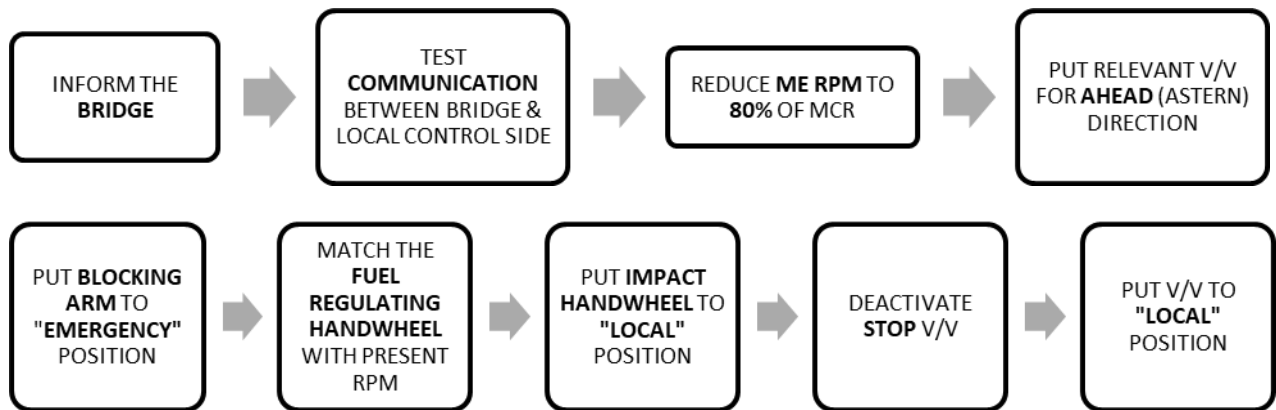 INFORM THE
BRIDGE
TEST
COMMUNICATION
BETWEEN BRIDGE &
LOCAL CONTROL SIDE
REDUCE ME RPM TO
80% OF MCR
PUT RELEVANT V/V
FOR AHEAD (ASTERN)
DIRECTION
PUT BLOCKING
ARM TO
"EMERGENCY"
POSITION
MATCH THE
FUEL
REGULATING
HANDWHEEL
WITH PRESENT
RPM
PUT IMPACT
HANDWHEEL TO
"LOCAL"
POSITION
DEACTIVATE
STOP V/V
PUT V/V TO
"LOCAL"
POSITION